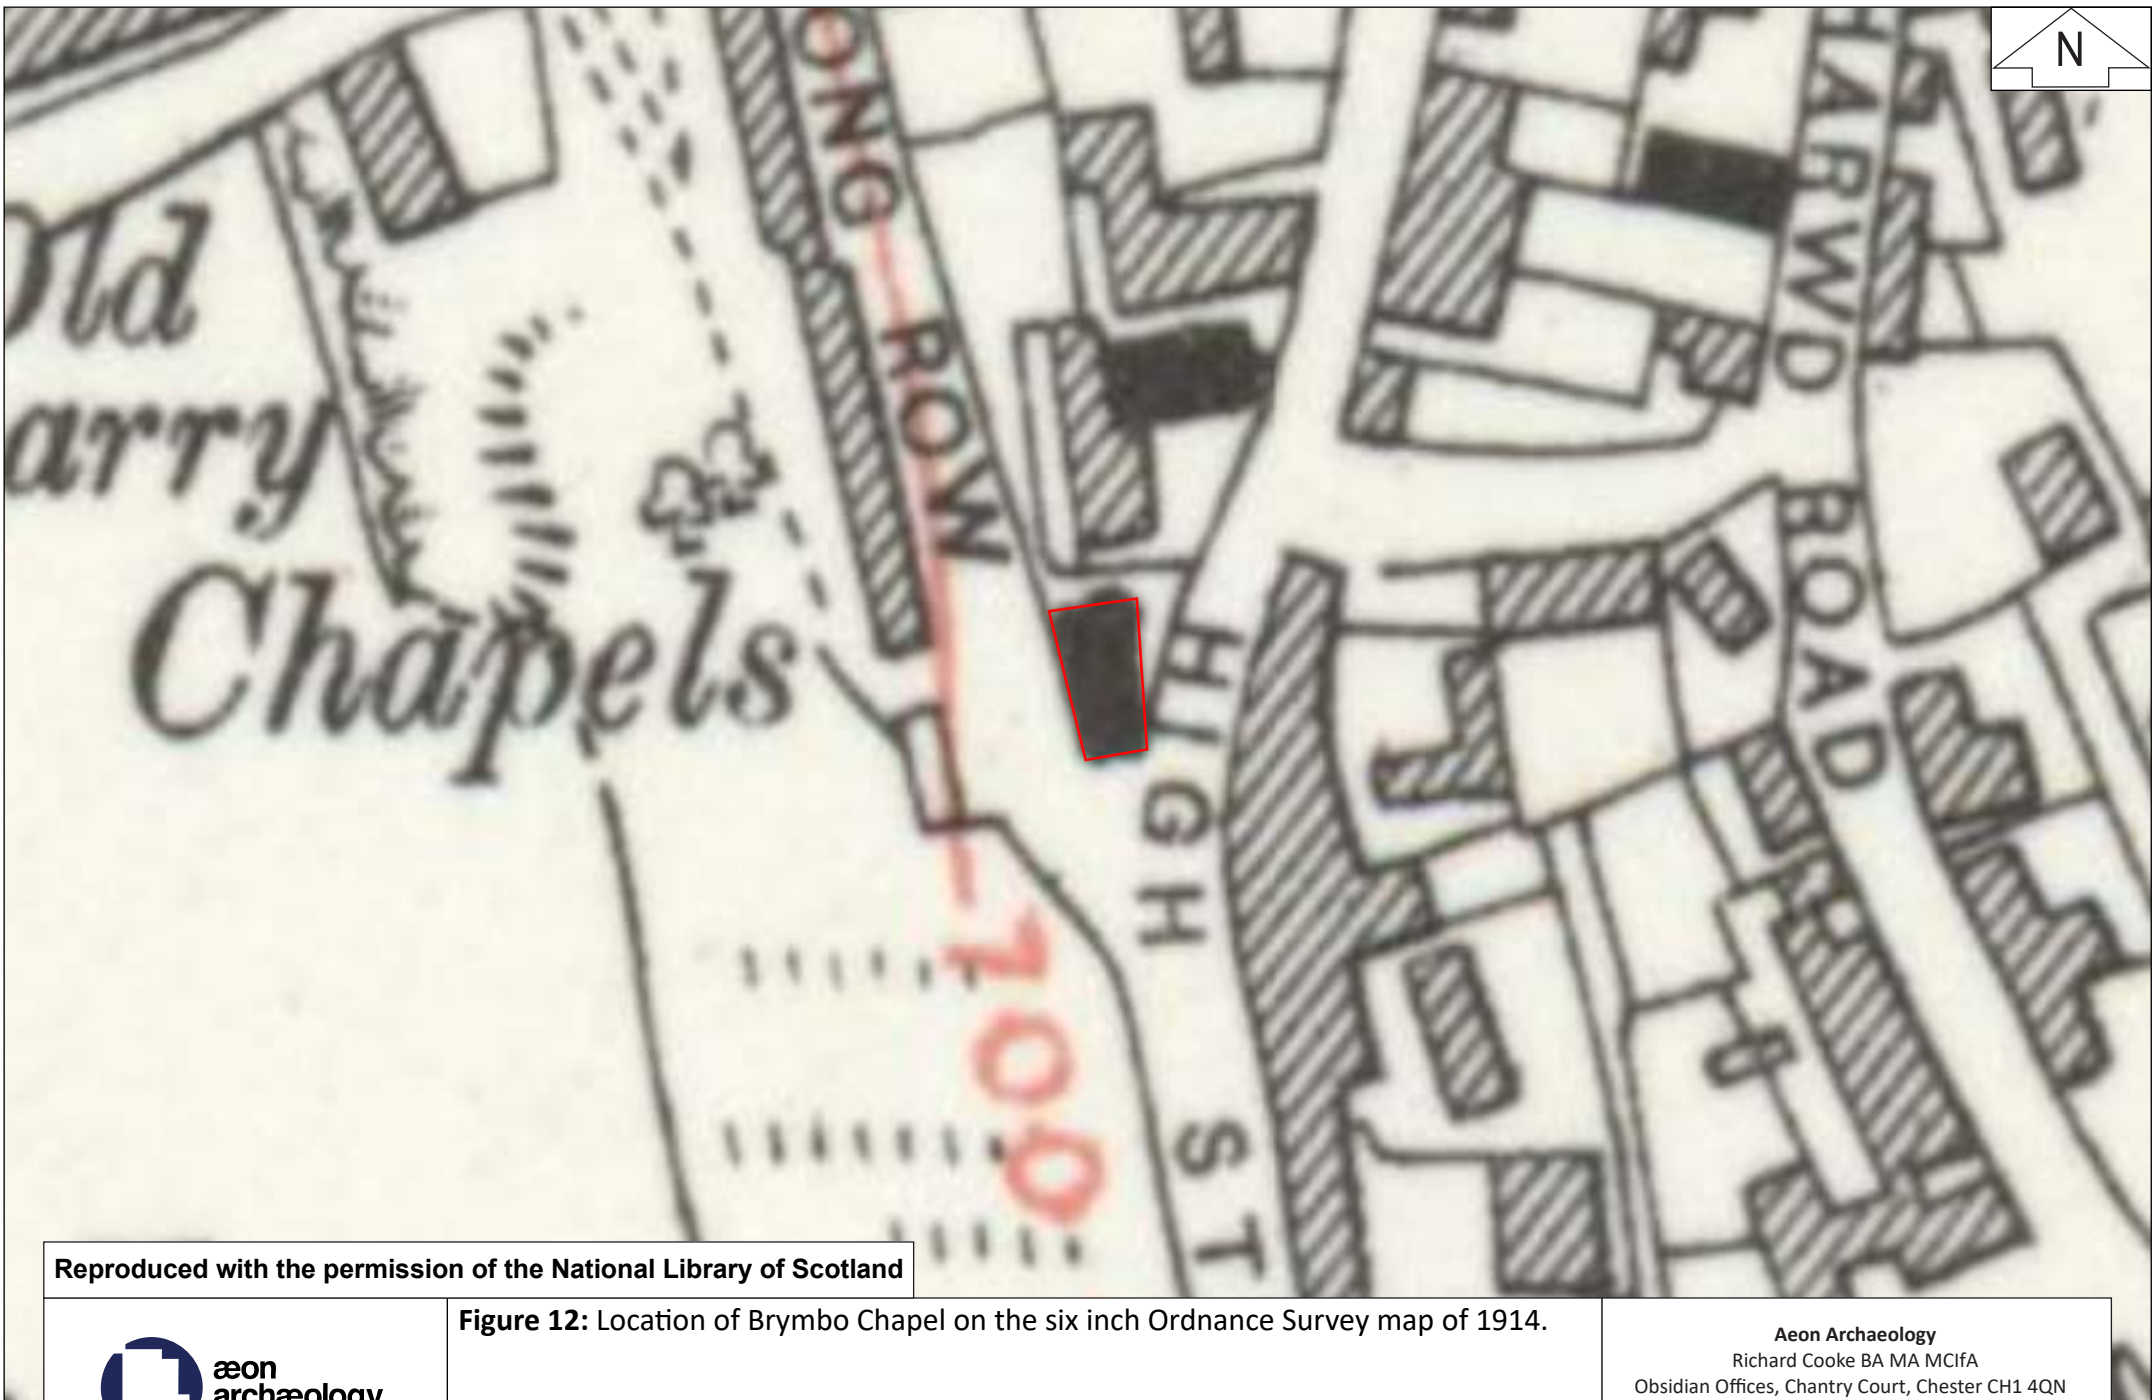 N
ONG ROW
HARWD ROAD
Old
arry
Chapels
HIGH ST
700
Reproduced with the permission of the National Library of Scotland
Figure 12: Location of Brymbo Chapel on the six inch Ordnance Survey map of 1914.
æon
archæology
Aeon Archaeology
Richard Cooke BA MA MCIfA
Obsidian Offices, Chantry Court, Chester CH1 4QN